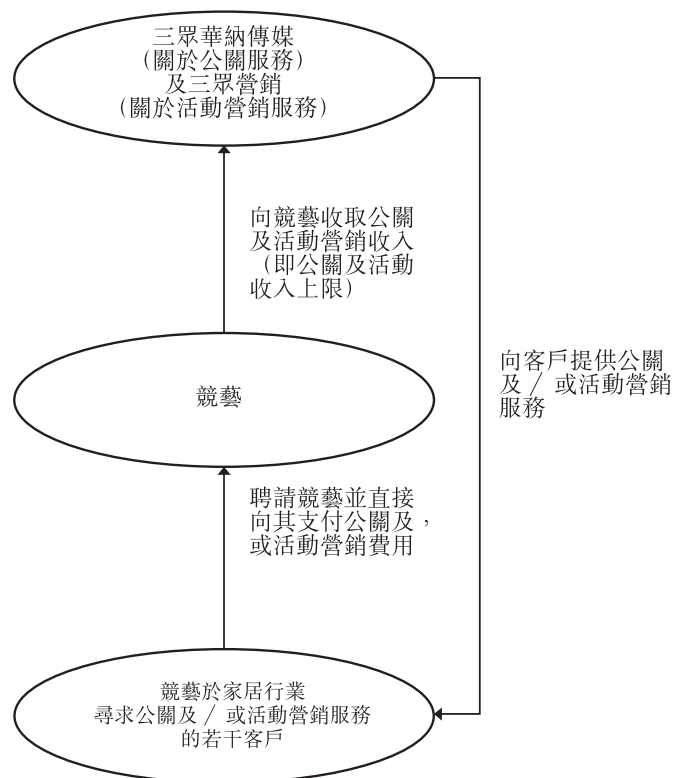 三眾華納傳媒
(關於公關服務)
及三眾營銷
(關於活動營銷服務)
向競藝收取公關
及活動營銷收入
(即公關及活動
收入上限)
競藝
向客戶提供公關
及 / 或活動營銷
服務
聘請競藝並直接
向其支付公關及,
或活動營銷費用
競藝於家居行業
尋求公關及 / 或活動營銷服務
的若干客戶